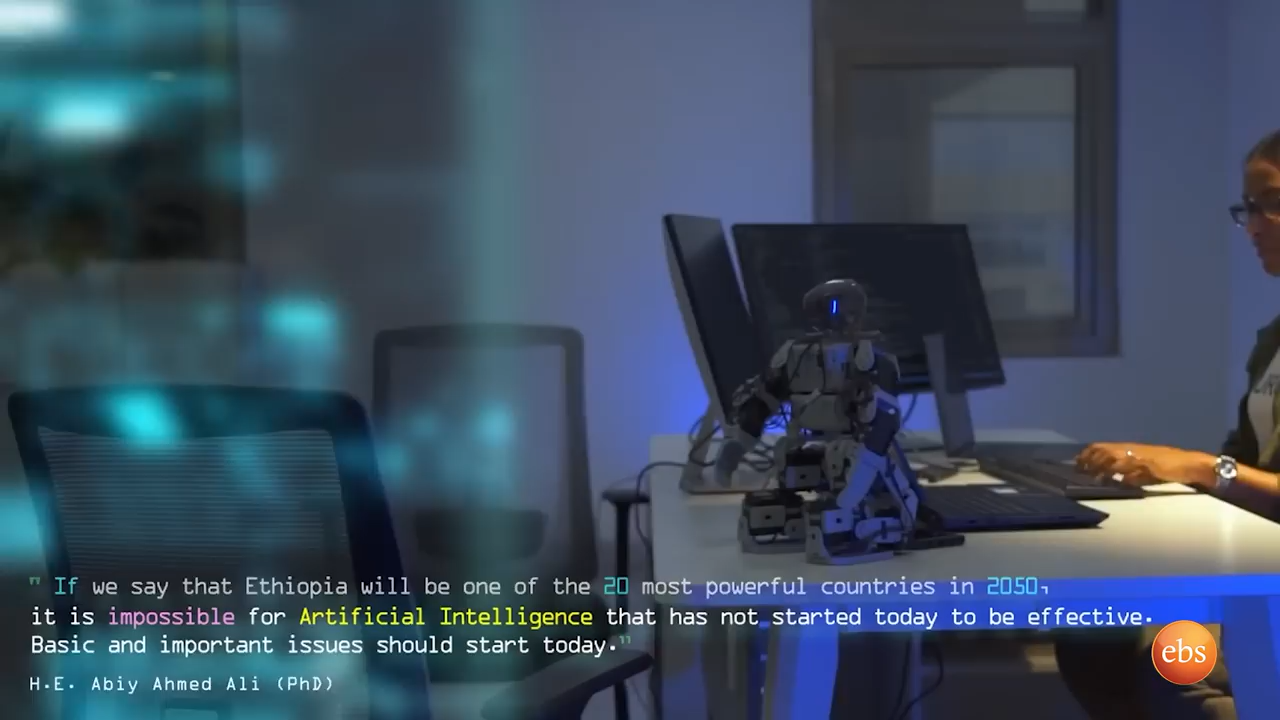 " If we say that Ethiopia will be one of the 20 most powerful countries in 2050,
it is impossible for Artificial Intelligence that has not started today to be effective.
Basic and important issues should start today."
H.E. Abiy Ahmed Ali (PhD)
ebs